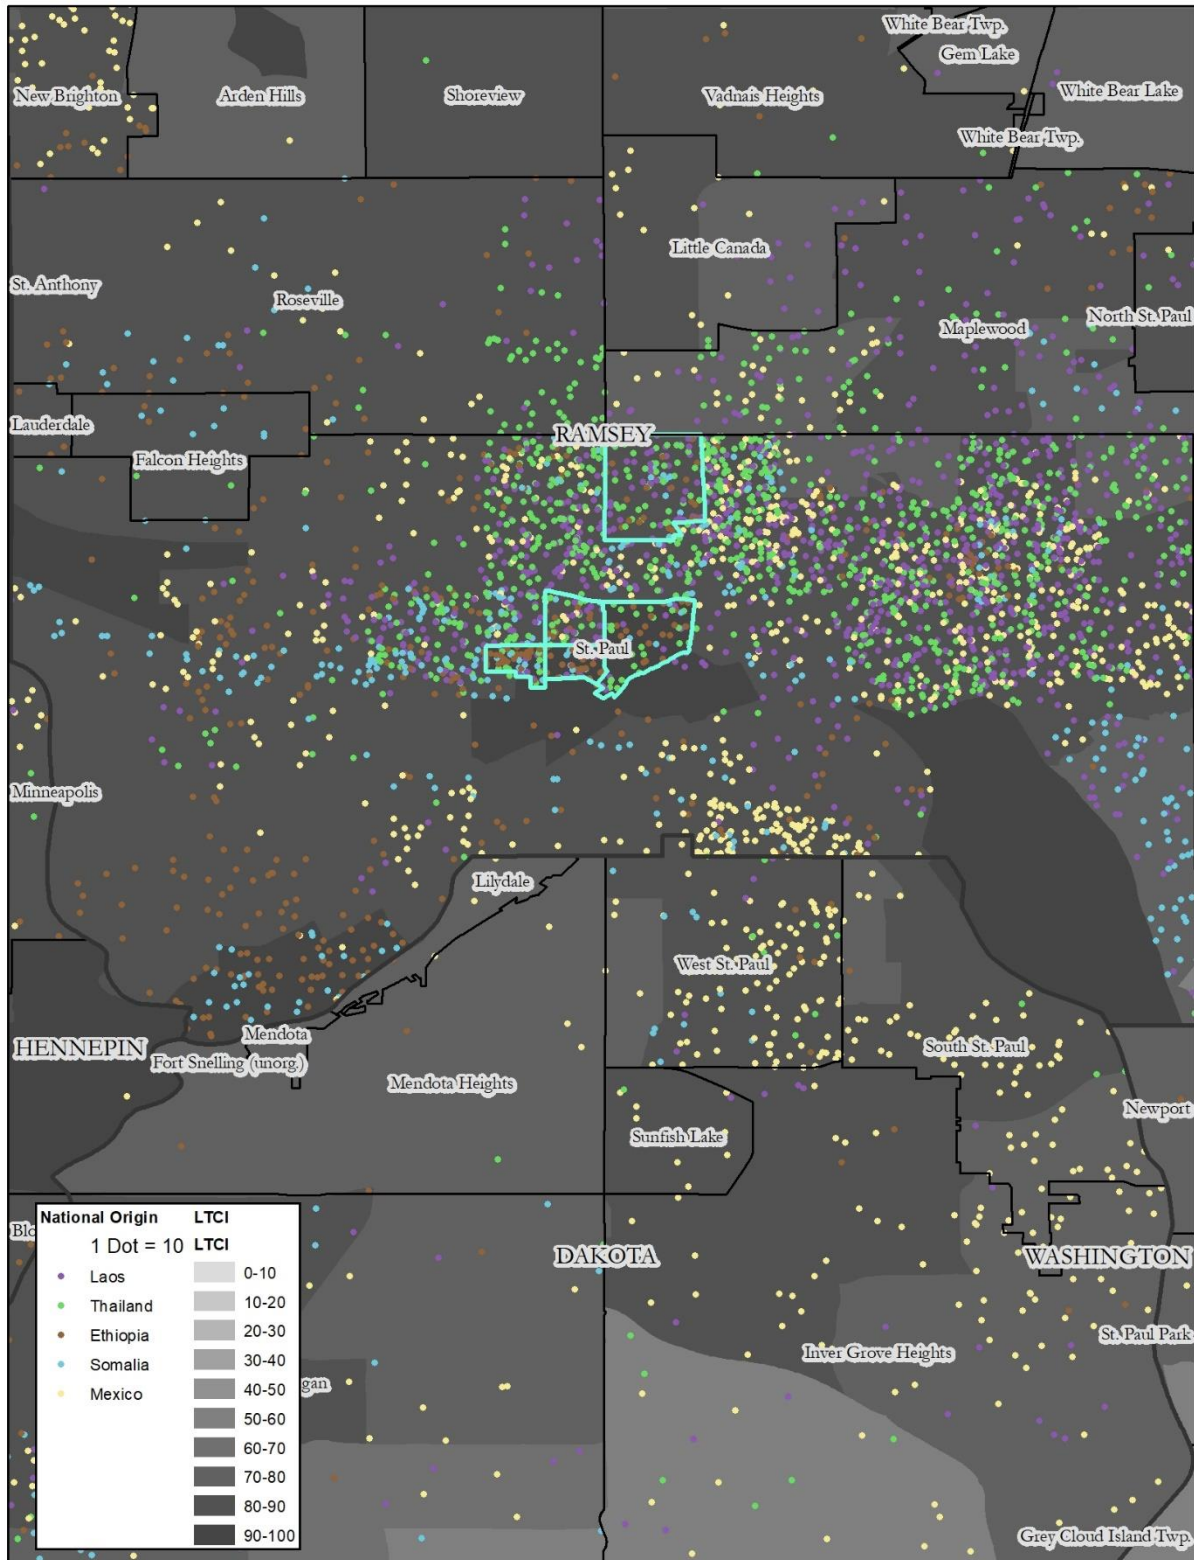 White Bear Twp.
Gem Lake
New Brighton
Arden Hills
Shoreview
Vadnais Heights
White Bear Lake
White Bear Twp.
Little Canada
St. Anthony
Roseville
Maplewood
North St. Paul
Lauderdale
RAMSEY
Falcon Heights
St. Paul
Minneapolis
Lilydale
West St. Paul
Mendota
HENNEPIN
Fort Snelling (unorg.)
South St. Paul
Mendota Heights
Newport
Sunfish Lake
DAKOTA
WASHINGTON
St. Paul Park
Inver Grove Heights
Grey Cloud Island Twp.
Blo
gan
National Origin
1 Dot = 10
Laos
Thailand
Ethiopia
Somalia
Mexico
LTCI
LTCI
0-10
10-20
20-30
30-40
40-50
50-60
60-70
70-80
80-90
90-100